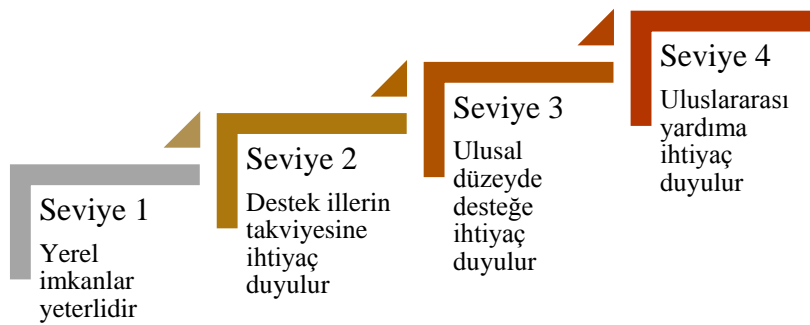 Seviye 1
Yerel
imkanlar
yeterlidir
Seviye 2
Destek illerin
takviyesine
ihtiyaç
duyulur
Seviye 3
Ulusal
düzeyde
desteğe
ihtiyaç
duyulur
Seviye 4
Uluslararası
yardıma
ihtiyaç
duyulur